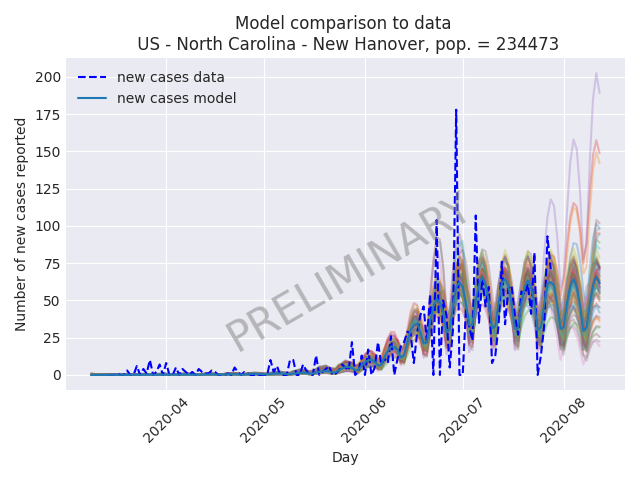 Model comparison to data
US - North Carolina - New Hanover, pop. = 234473
new cases data
new cases model
PRELIMINARY
Number of new cases reported
200
175
150
125
100
75
50
25
0
2020-04
2020-05
2020-06
2020-07
2020-08
Day